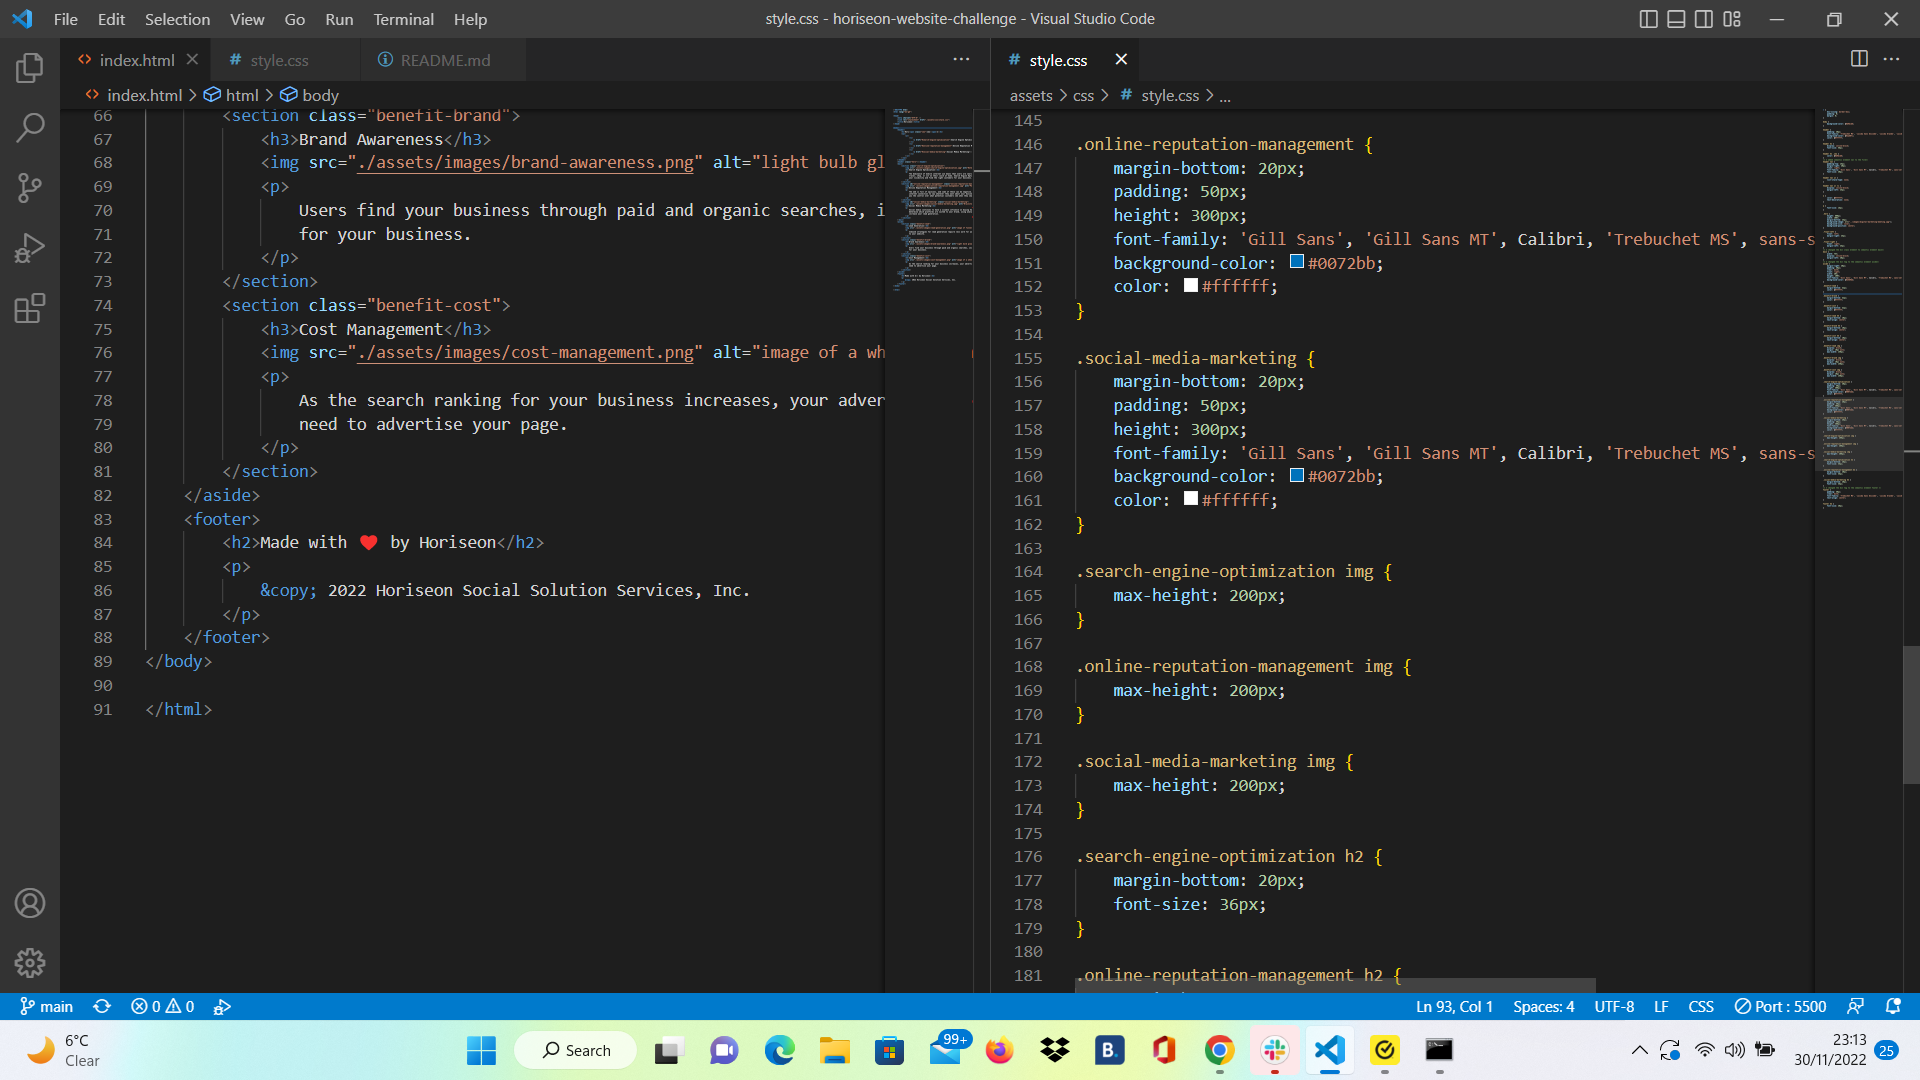 File Edit Selection View Go Run Terminal Help
style.css - horiseon-website-challenge - Visual Studio Code
index.html
style.css
README.md
index.html > html > body
66 <section class="benefit-brand">
67 <h3>Brand Awareness</h3>
68 <img src="./assets/images/brand-awareness.png" alt="light bulb gl
69 <p>
70 Users find your business through paid and organic searches, i
71 for your business.
72 </p>
73 </section>
74 <section class="benefit-cost">
75 <h3>Cost Management</h3>
76 <img src="./assets/images/cost-management.png" alt="image of a wh
77 <p>
78 As the search ranking for your business increases, your adver
79 need to advertise your page.
80 </p>
81 </section>
82 </aside>
83 <footer>
84 <h2>Made with ❤️ by Horiseon</h2>
85 <p>
86 &copy; 2022 Horiseon Social Solution Services, Inc.
87 </p>
88 </footer>
89 </body>
90
91 </html>
style.css
assets > css > style.css > ...
145
146 .online-reputation-management {
147 margin-bottom: 20px;
148 padding: 50px;
149 height: 300px;
150 font-family: 'Gill Sans', 'Gill Sans MT', Calibri, 'Trebuchet MS', sans-s
151 background-color: #0072bb;
152 color: #ffffff;
153 }
154
155 .social-media-marketing {
156 margin-bottom: 20px;
157 padding: 50px;
158 height: 300px;
159 font-family: 'Gill Sans', 'Gill Sans MT', Calibri, 'Trebuchet MS', sans-s
160 background-color: #0072bb;
161 color: #ffffff;
162 }
163
164 .search-engine-optimization img {
165 max-height: 200px;
166 }
167
168 .online-reputation-management img {
169 max-height: 200px;
170 }
171
172 .social-media-marketing img {
173 max-height: 200px;
174 }
175
176 .search-engine-optimization h2 {
177 margin-bottom: 20px;
178 font-size: 36px;
179 }
180
181 .online-reputation-management h2 {
main 0 0
Ln 93, Col 1 Spaces: 4 UTF-8 LF CSS Port : 5500
6°C
Clear
Search
99+
B.
23:13
30/11/2022
25